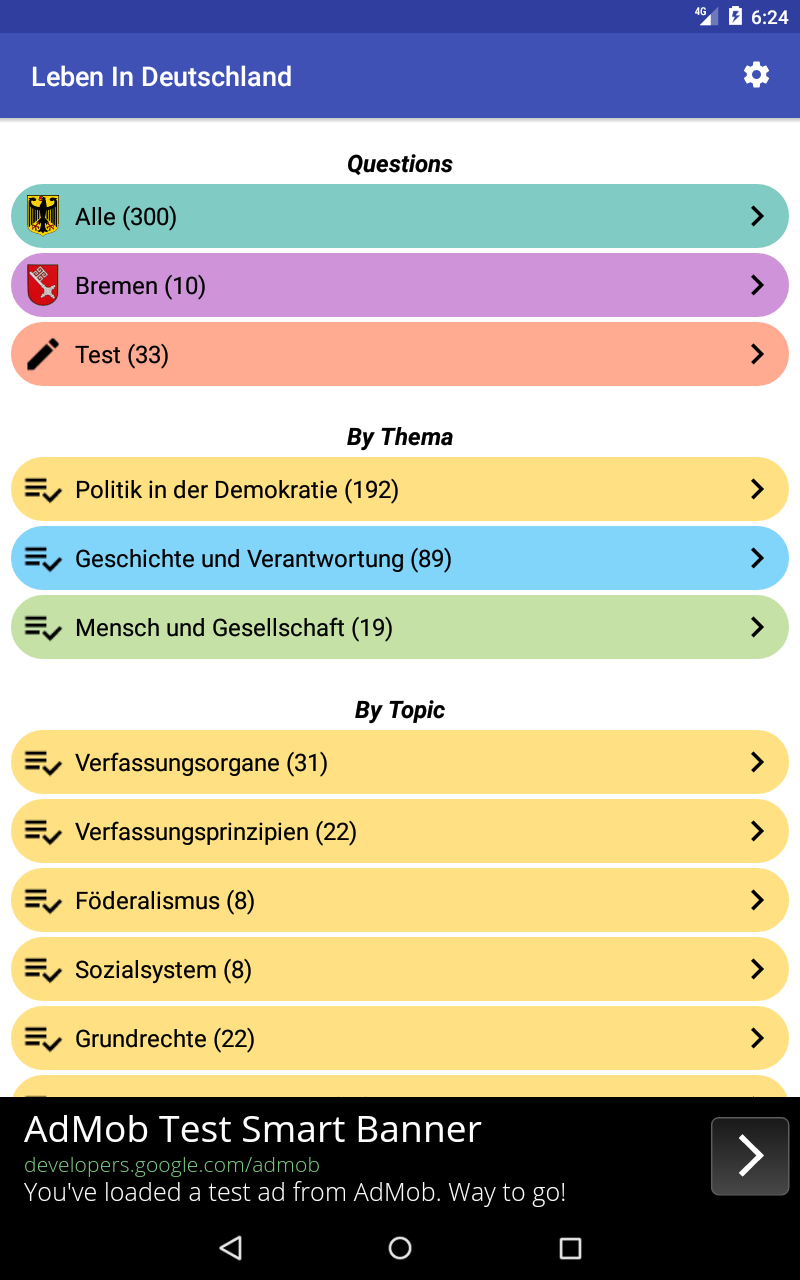 4G 6:24
Leben In Deutschland
Questions
Alle (300)
Bremen (10)
Test (33)
By Thema
Politik in der Demokratie (192)
Geschichte und Verantwortung (89)
Mensch und Gesellschaft (19)
By Topic
Verfassungsorgane (31)
Verfassungsprinzipien (22)
Föderalismus (8)
Sozialsystem (8)
Grundrechte (22)
AdMob Test Smart Banner
developers.google.com/admob
You've loaded a test ad from AdMob. Way to go!